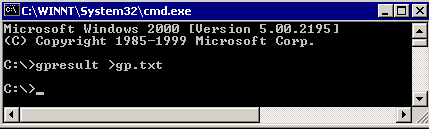 C:\WINNT\System32\cmd.exe
Microsoft Windows 2000 [Version 5.00.2195]
(C) Copyright 1985-1999 Microsoft Corp.
C:\>gpresult >gp.txt
C:\>_